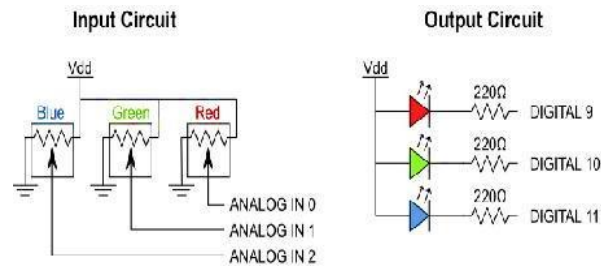 Input Circuit
Vdd
Blue
Green
Red
ANALOG IN 0
ANALOG IN 1
ANALOG IN 2
Output Circuit
Vdd
220Ω
DIGITAL 9
220Ω
DIGITAL 10
220Ω
DIGITAL 11